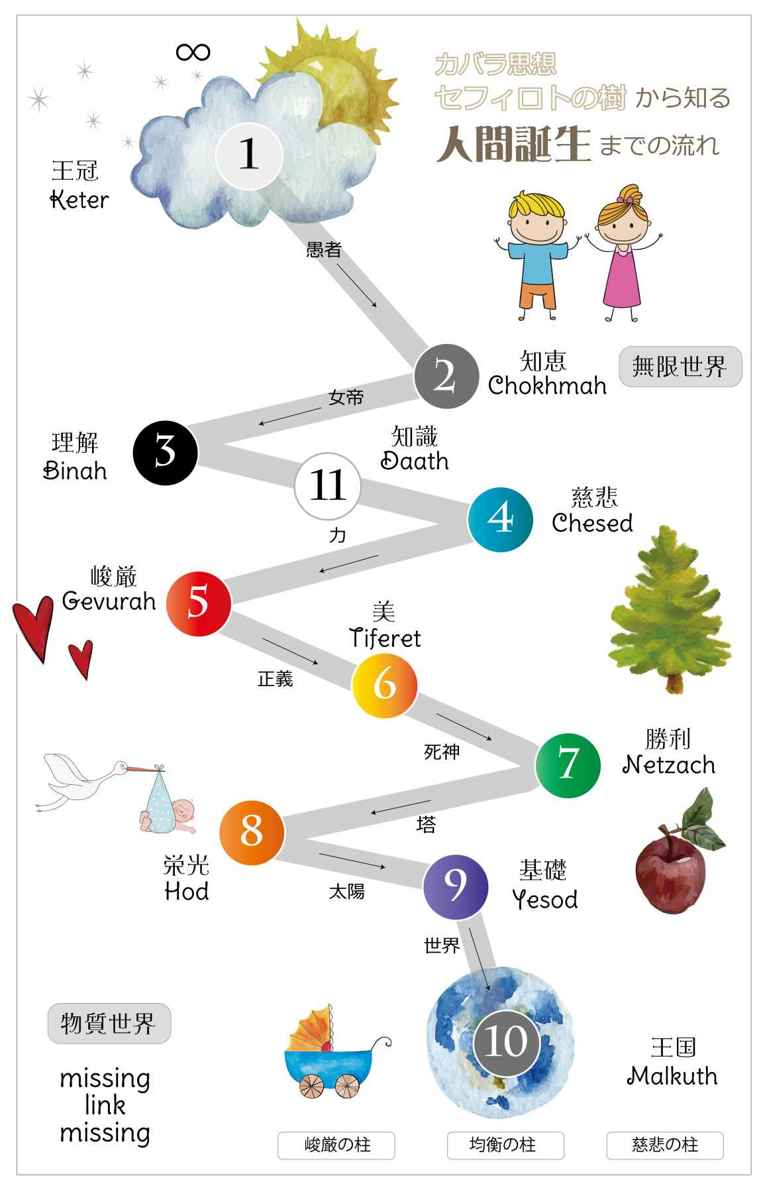 ∞
カバラ思想
セフィロトの樹 から知る
人間誕生 までの流れ
1
王冠
Keter
愚者
2
知恵
Chokhmah
無限世界
女帝
3
理解
Binah
知識
Daath
11
力
4
慈悲
Chesed
5
峻厳
Gevurah
美
Tiferet
6
正義
死神
7
勝利
Netzach
塔
8
栄光
Hod
太陽
9
基礎
Yesod
世界
10
王国
Malkuth
物質世界
missing
link
missing
峻厳の柱
均衡の柱
慈悲の柱